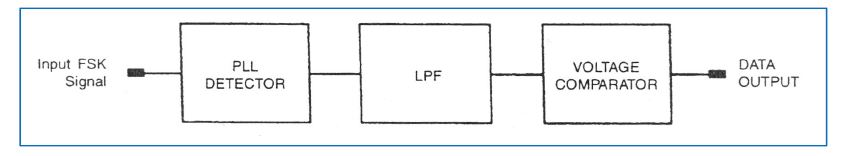 Input FSK
Signal
PLL
DETECTOR
LPF
VOLTAGE
COMPARATOR
DATA
OUTPUT